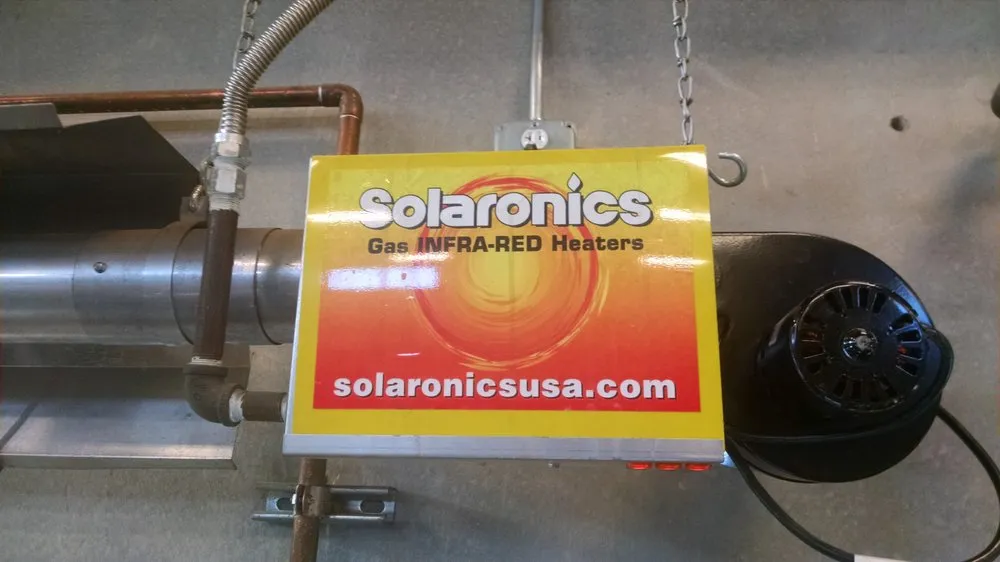 Solaronics
Gas INFRA-RED Heaters
solaronicsusa.com